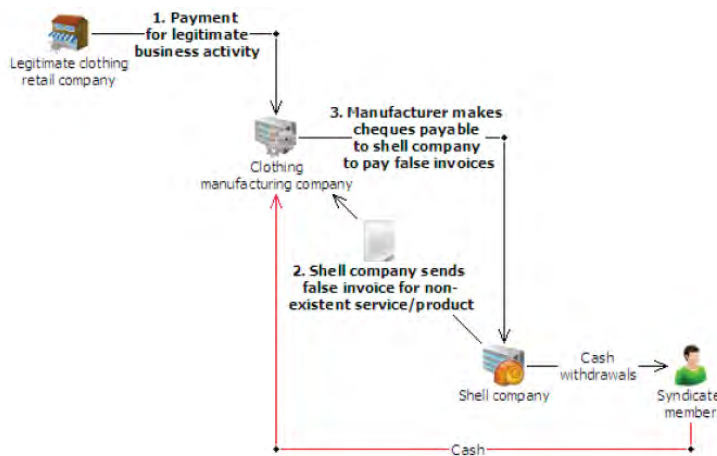 1. Payment
for legitimate
business activity
Legitimate clothing
retail company
3. Manufacturer makes
cheques payable
to shell company
to pay false invoices
Clothing
manufacturing company
2. Shell company sends
false invoice for non-
existent service/product
Cash
withdrawals
Shell company
Syndicate
member
Cash